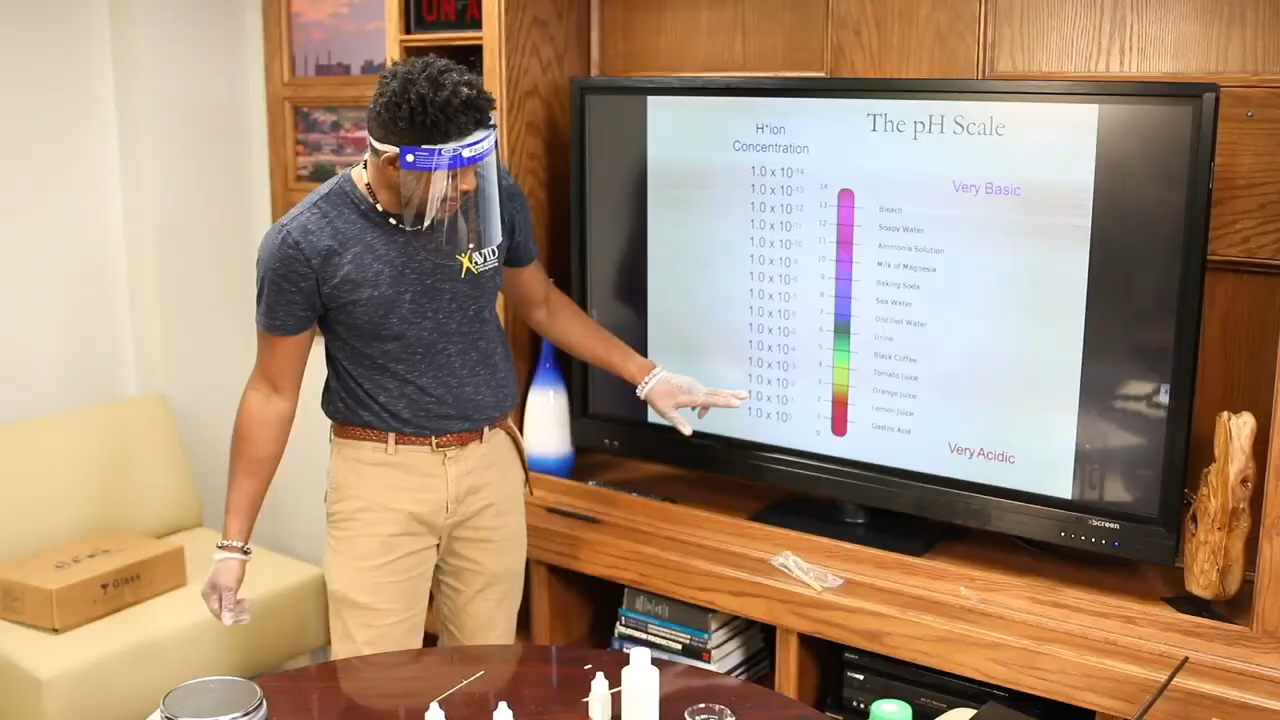 ON A
The pH Scale
H+ion
Concentration
1.0 x 10-14
1.0 x 10-13
1.0 x 10-12
1.0 x 10-11
1.0 x 10-10
1.0 x 10-9
1.0 x 10-8
1.0 x 10-7
1.0 x 10-6
1.0 x 10-5
1.0 x 10-4
1.0 x 10-3
1.0 x 10-2
1.0 x 10-1
1.0 x 100
14
13
12
11
10
9
8
7
6
5
4
3
2
1
0
Very Basic
Bleach
Soapy Water
Ammonia Solution
Milk of Magnesia
Baking Soda
Sea Water
Distilled Water
Urine
Black Coffee
Tomato Juice
Orange Juice
Lemon Juice
Gastric Acid
Very Acidic
AVID
Screen
Glass
TELEVISION PRODUCTION
SONY